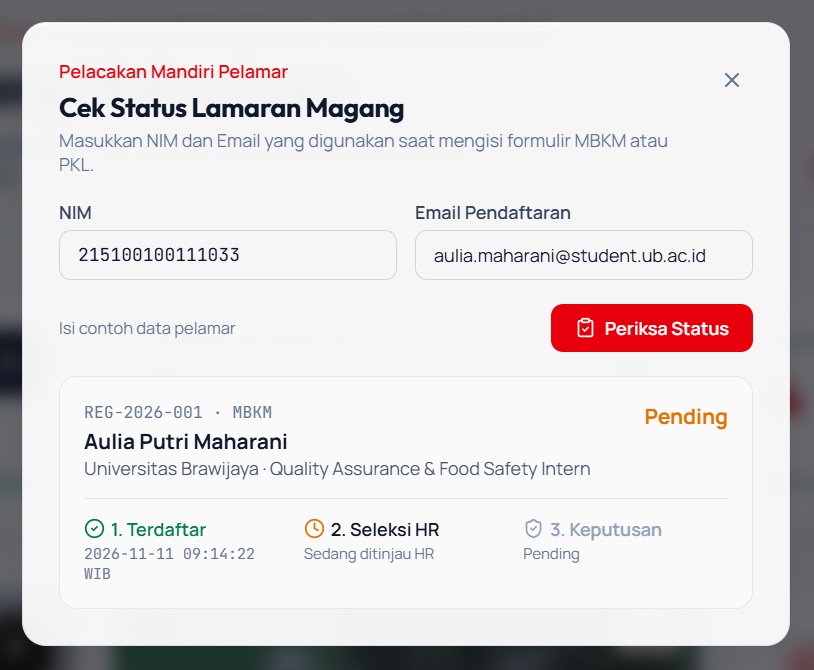 Pelacakan Mandiri Pelamar
Cek Status Lamaran Magang
Masukkan NIM dan Email yang digunakan saat mengisi formulir MBKM atau
PKL.
NIM
Email Pendaftaran
215100100111033
aulia.maharani@student.ub.ac.id
Isi contoh data pelamar
Periksa Status
REG-2026-001 · MBKM
Pending
Aulia Putri Maharani
Universitas Brawijaya · Quality Assurance & Food Safety Intern
1. Terdaftar
2026-11-11 09:14:22
WIB
2. Seleksi HR
Sedang ditinjau HR
3. Keputusan
Pending